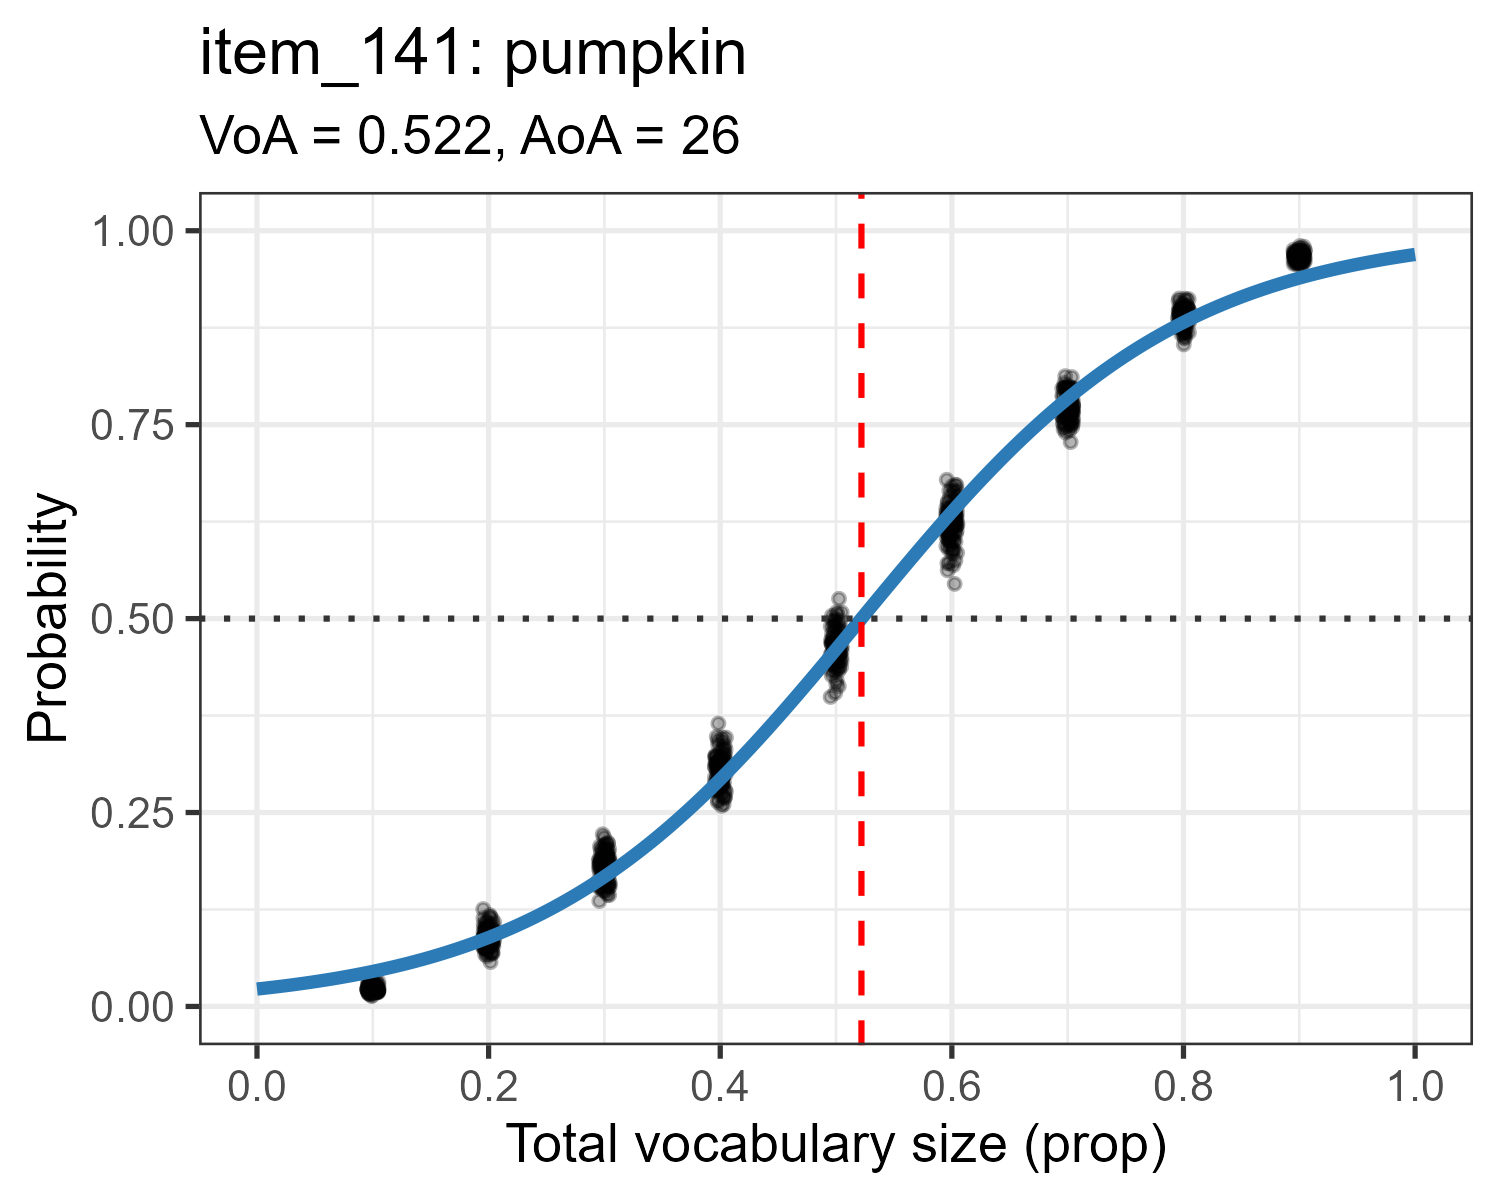 item_141: pumpkin
VoA = 0.522, AoA = 26
1.00
0.75
0.50
0.25
0.00
Probability
0.0 0.2 0.4 0.6 0.8 1.0
Total vocabulary size (prop)